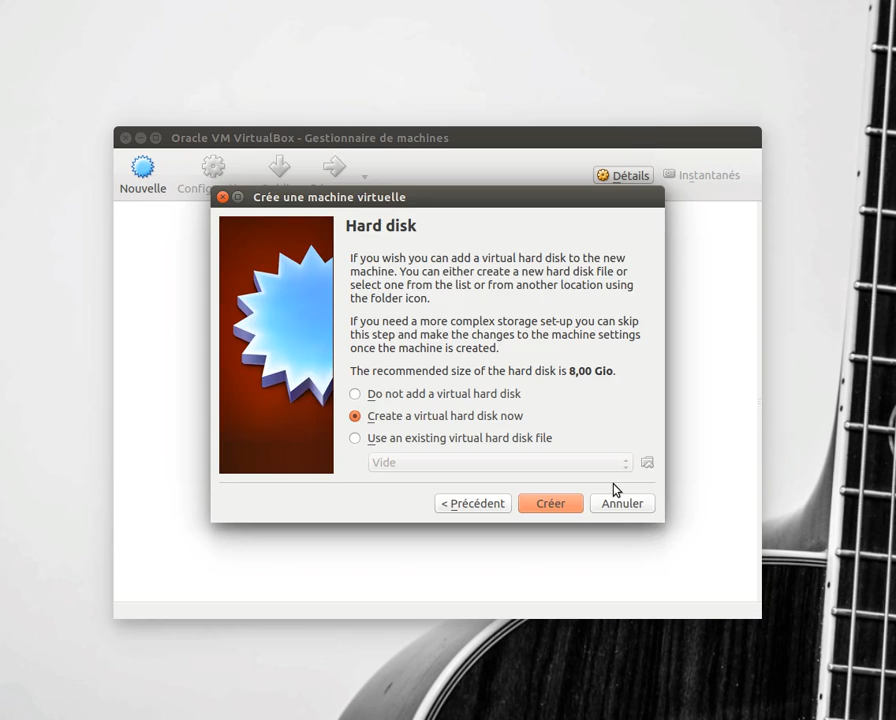 Oracle VM VirtualBox - Gestionnaire de machines
Nouvelle
Détails
Instantanés
Crée une machine virtuelle
Hard disk
If you wish you can add a virtual hard disk to the new
machine. You can either create a new hard disk file or
select one from the list or from another location using
the folder icon.
If you need a more complex storage set-up you can skip
this step and make the changes to the machine settings
once the machine is created.
The recommended size of the hard disk is 8,00 Gio.
Do not add a virtual hard disk
Create a virtual hard disk now
Use an existing virtual hard disk file
Vide
< Précédent
Créer
Annuler